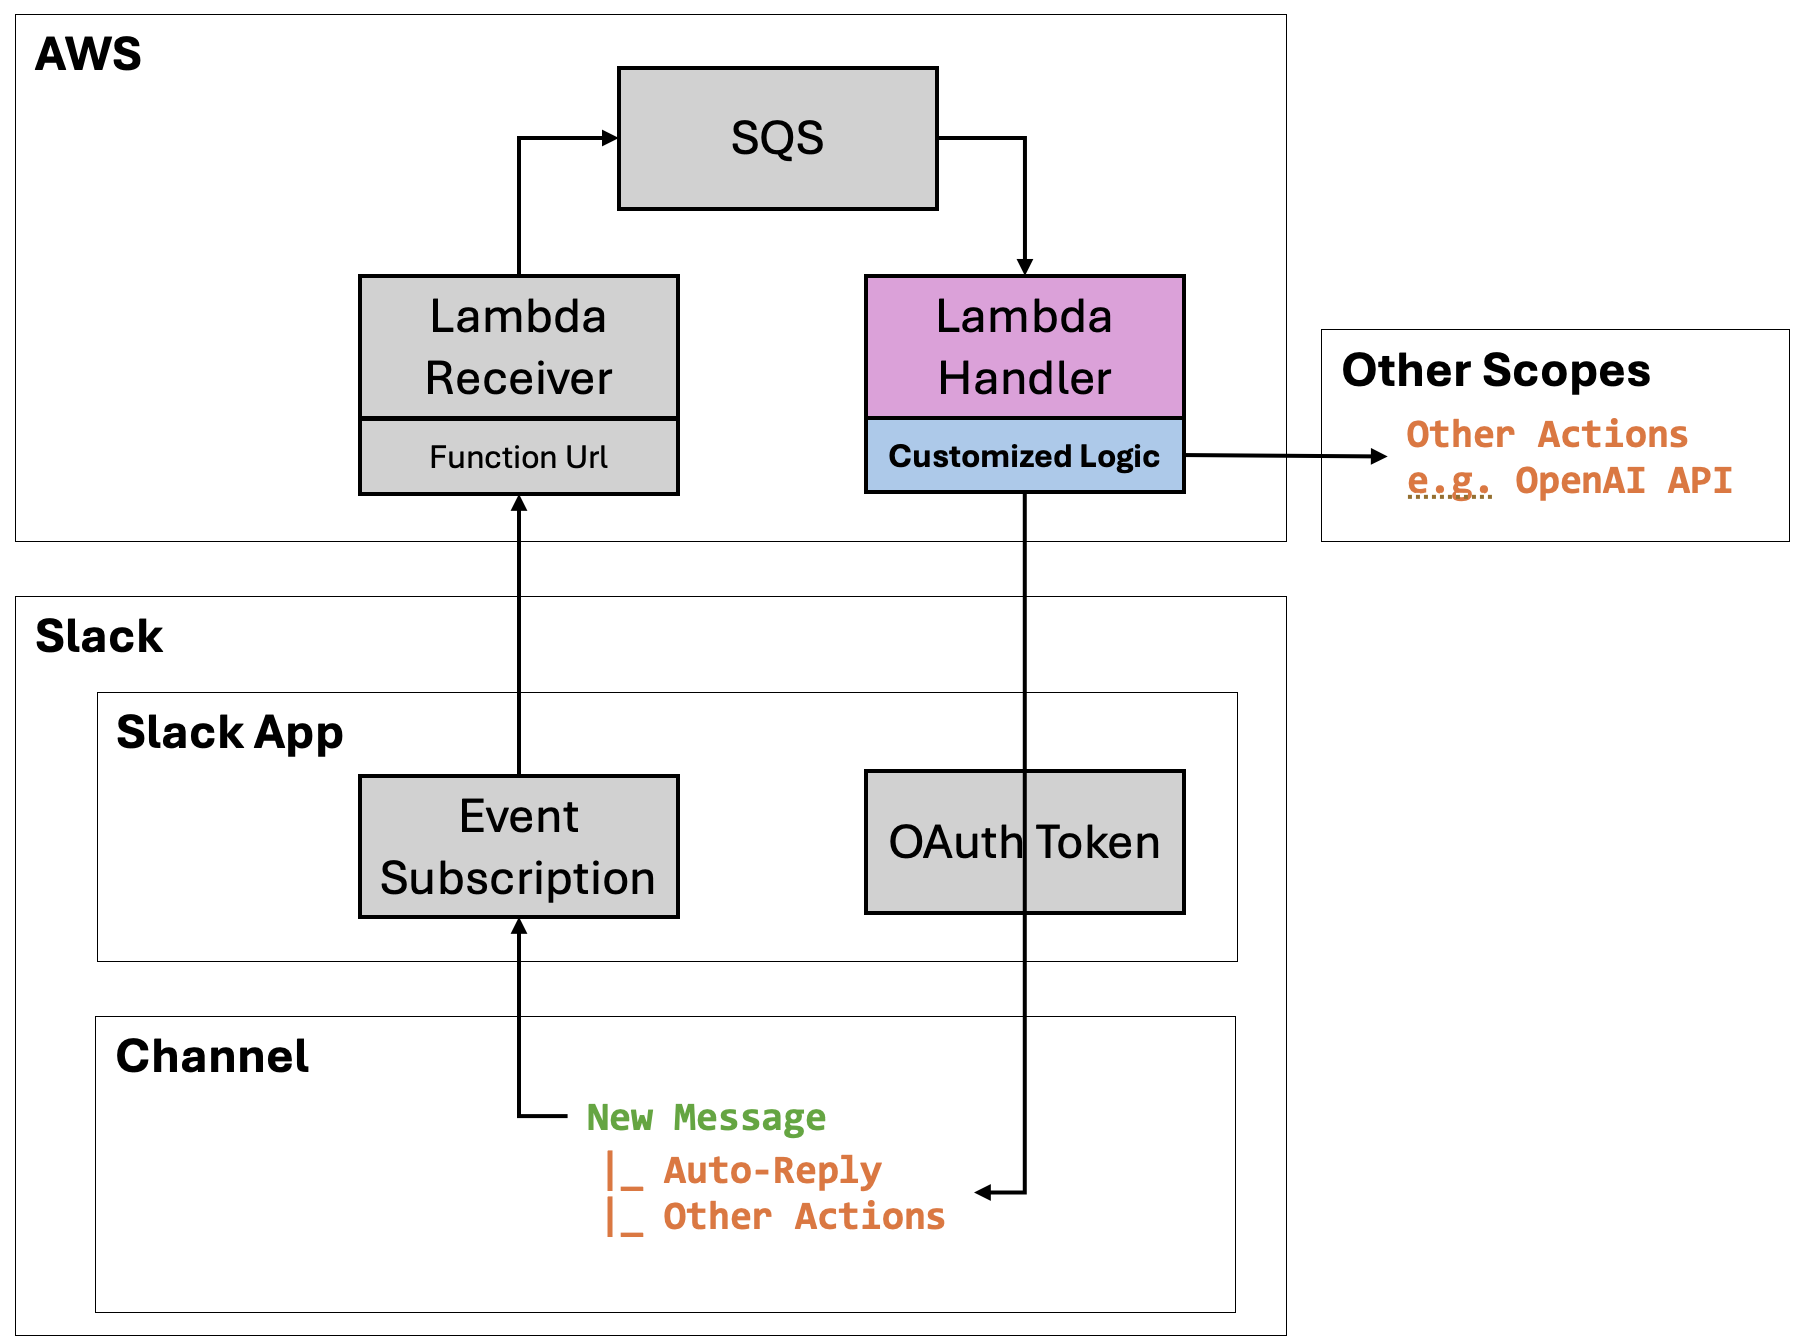 AWS
SQS
Lambda
Receiver
Function Url
Lambda
Handler
Customized Logic
Other Scopes
Other Actions
e.g. OpenAI API
Slack
Slack App
Event
Subscription
OAuth Token
Channel
New Message
|_ Auto-Reply
|_ Other Actions